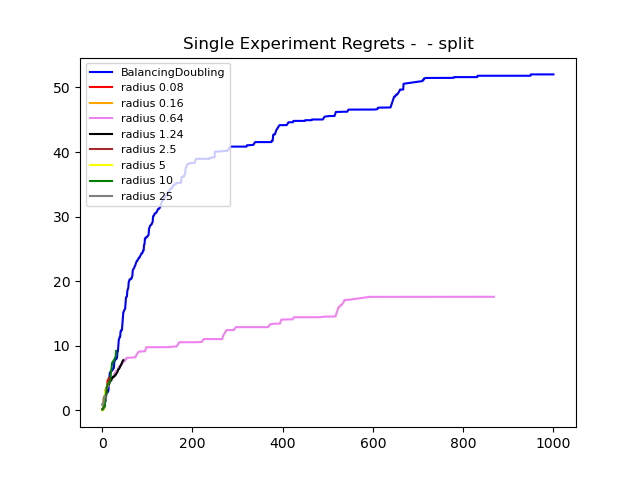 Single Experiment Regrets -  - split
BalancingDoubling
radius 0.08
radius 0.16
radius 0.64
radius 1.24
radius 2.5
radius 5
radius 10
radius 25
50
40
30
20
10
0
0 200 400 600 800 1000